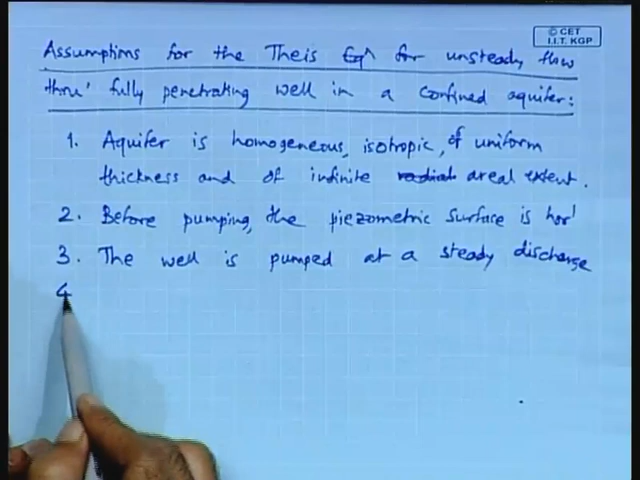 © CET
I.I.T. KGP
Assumptions for the Theis Eqn for unsteady flow
thru' fully penetrating well in a confined aquifer:
1. Aquifer is homogeneous, isotropic, of uniform
thickness and of infinite radial areal extent.
2. Before pumping, the piezometric surface is horl
3. The well is pumped at a steady discharge
4